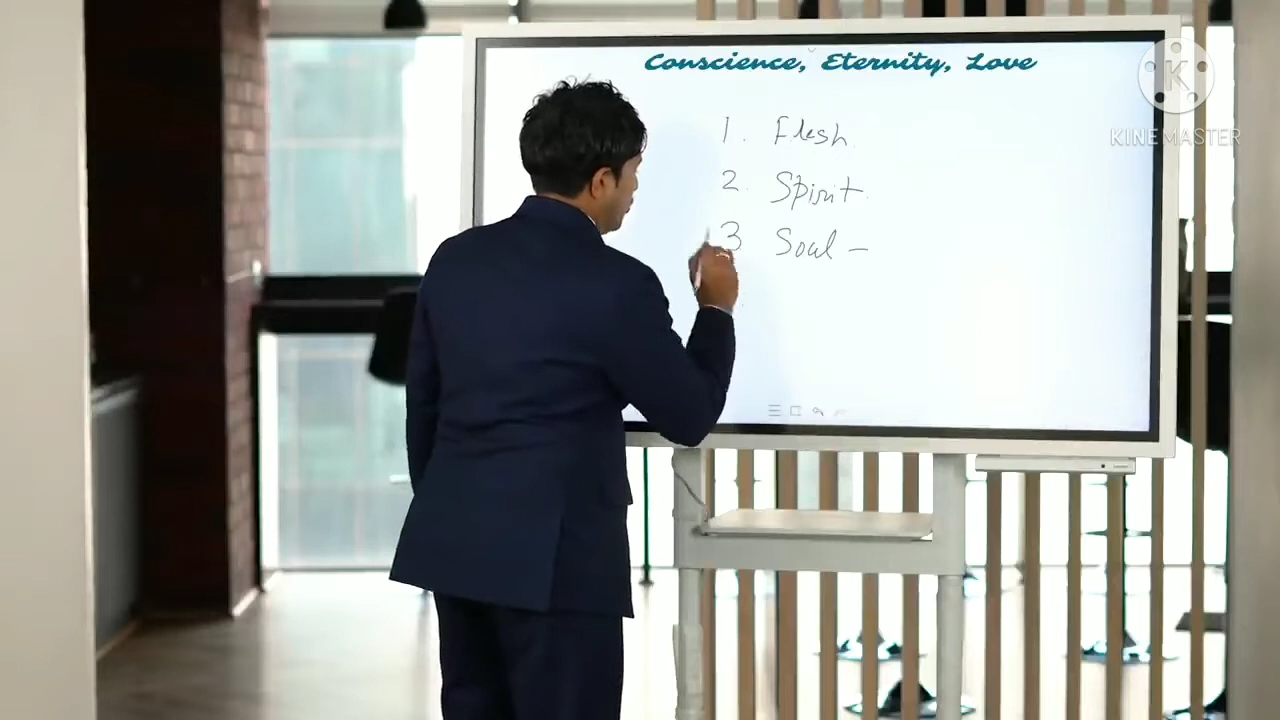 Conscience, Eternity, Love
1. Flesh.
2. Spirit.
3 Soul -
K
KINEMASTER